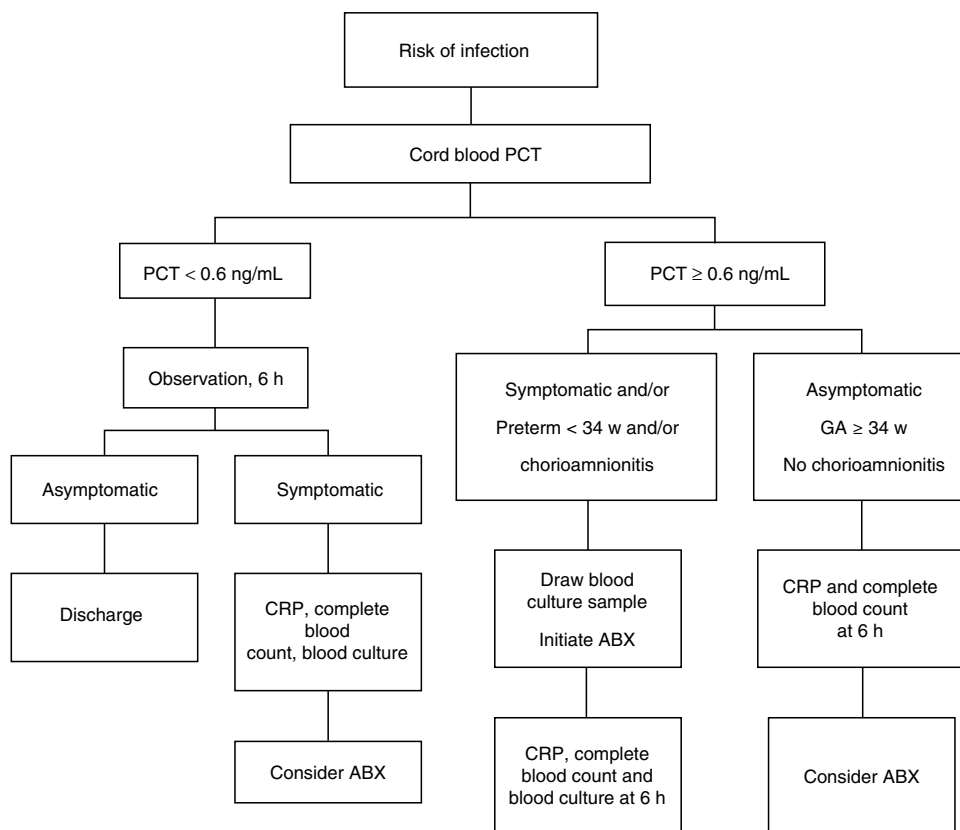 Risk of infection
Cord blood PCT
PCT < 0.6 ng/mL
PCT ≥ 0.6 ng/mL
Observation, 6 h
Symptomatic and/or
Preterm < 34 w and/or
chorioamnionitis
Asymptomatic
GA ≥ 34 w
No chorioamnionitis
Asymptomatic
Symptomatic
Discharge
CRP, complete
blood
count, blood culture
Draw blood
culture sample
Initiate ABX
CRP and complete
blood count
at 6 h
Consider ABX
CRP, complete
blood count and
blood culture at 6 h
Consider ABX